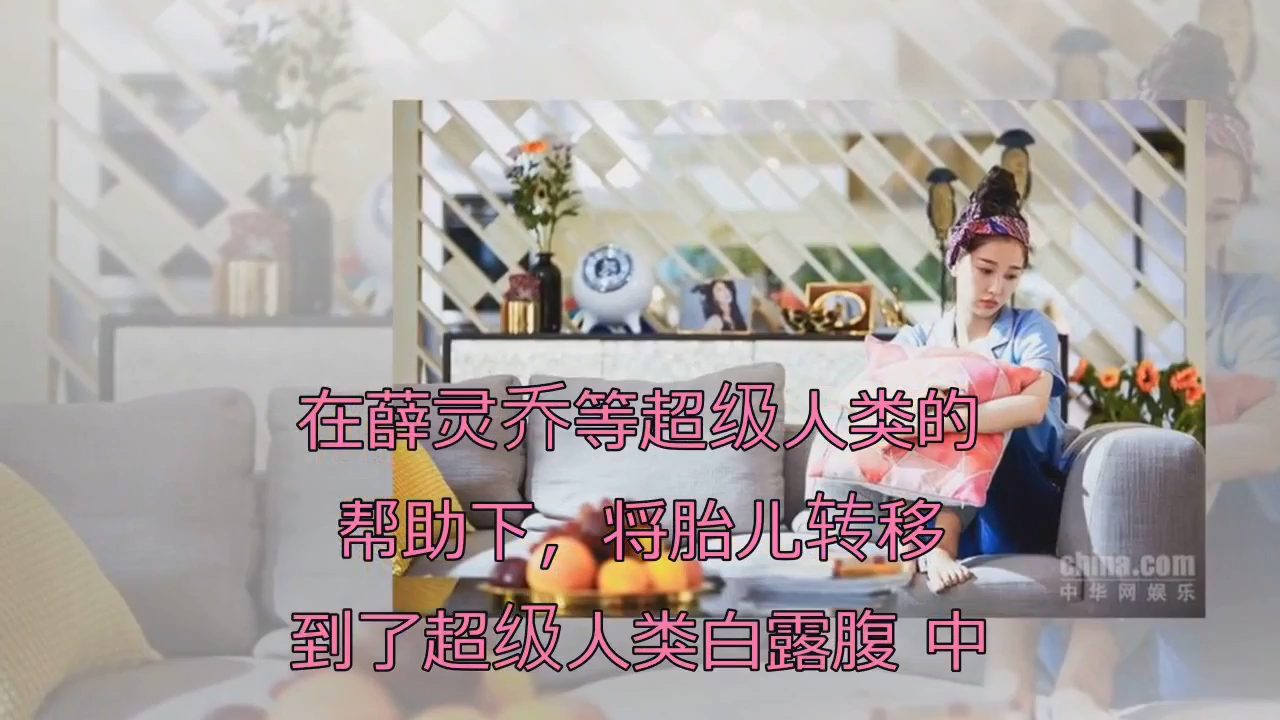 在薛灵乔等超级人类的
帮助下，将胎儿转移
到了超级人类白露腹 中
china.com
中华网娱乐